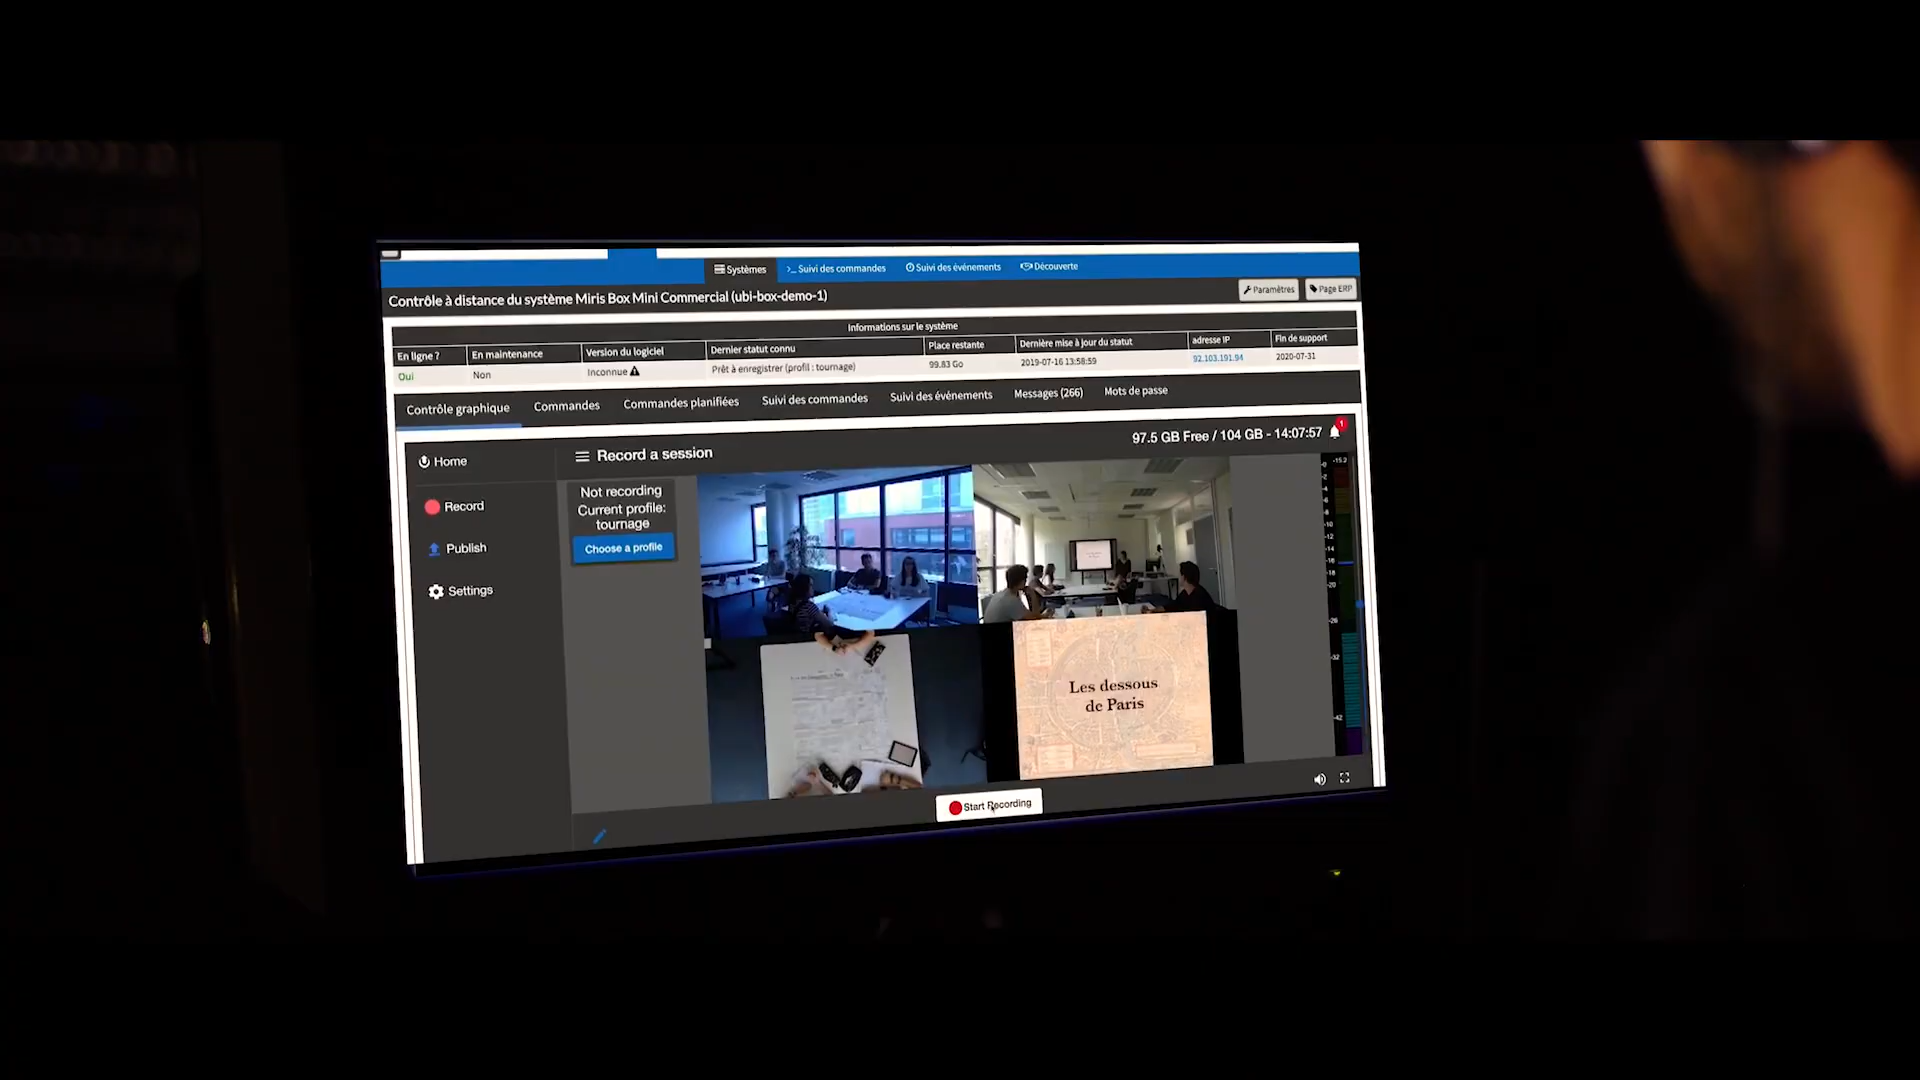 Systèmes >_ Suivi des commandes Suivi des événements Découverte
Contrôle à distance du système Miris Box Mini Commercial (ubi-box-demo-1) Paramètres Page ERP
Informations sur le système
En ligne ? En maintenance Version du logiciel Dernier statut connu Place restante Dernière mise à jour du statut adresse IP Fin de support
Oui Non Inconnue Prêt à enregistrer (profil : tournage) 99.83 Go 2019-07-16 13:58:59 92.103.191.94 2020-07-31
Contrôle graphique Commandes Commandes planifiées Suivi des commandes Suivi des événements Messages (266) Mots de passe
Home
Record
Publish
Settings
Record a session 97.5 GB Free / 104 GB - 14:07:57 1
Not recording
Current profile:
tournage
Choose a profile
Les dessous
de Paris
Start Recording